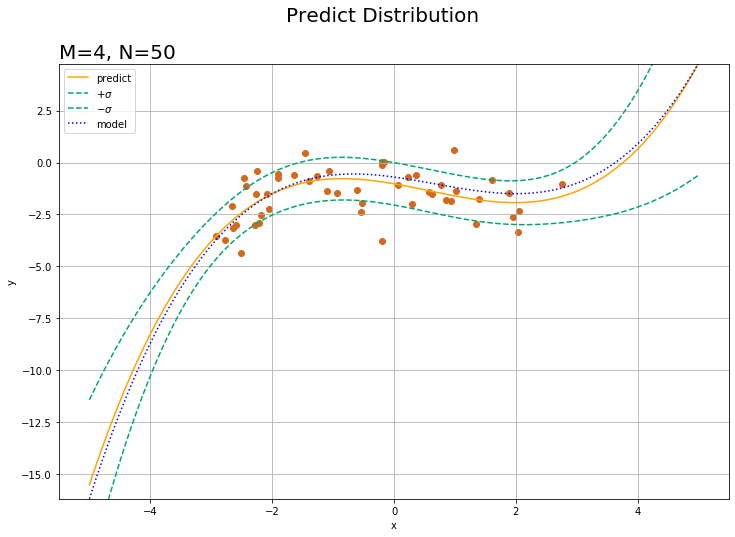 Predict Distribution
M=4, N=50
predict
+σ
−σ
model
2.5
0.0
−2.5
−5.0
−7.5
−10.0
−12.5
−15.0
y
−4
−2
0
2
4
x